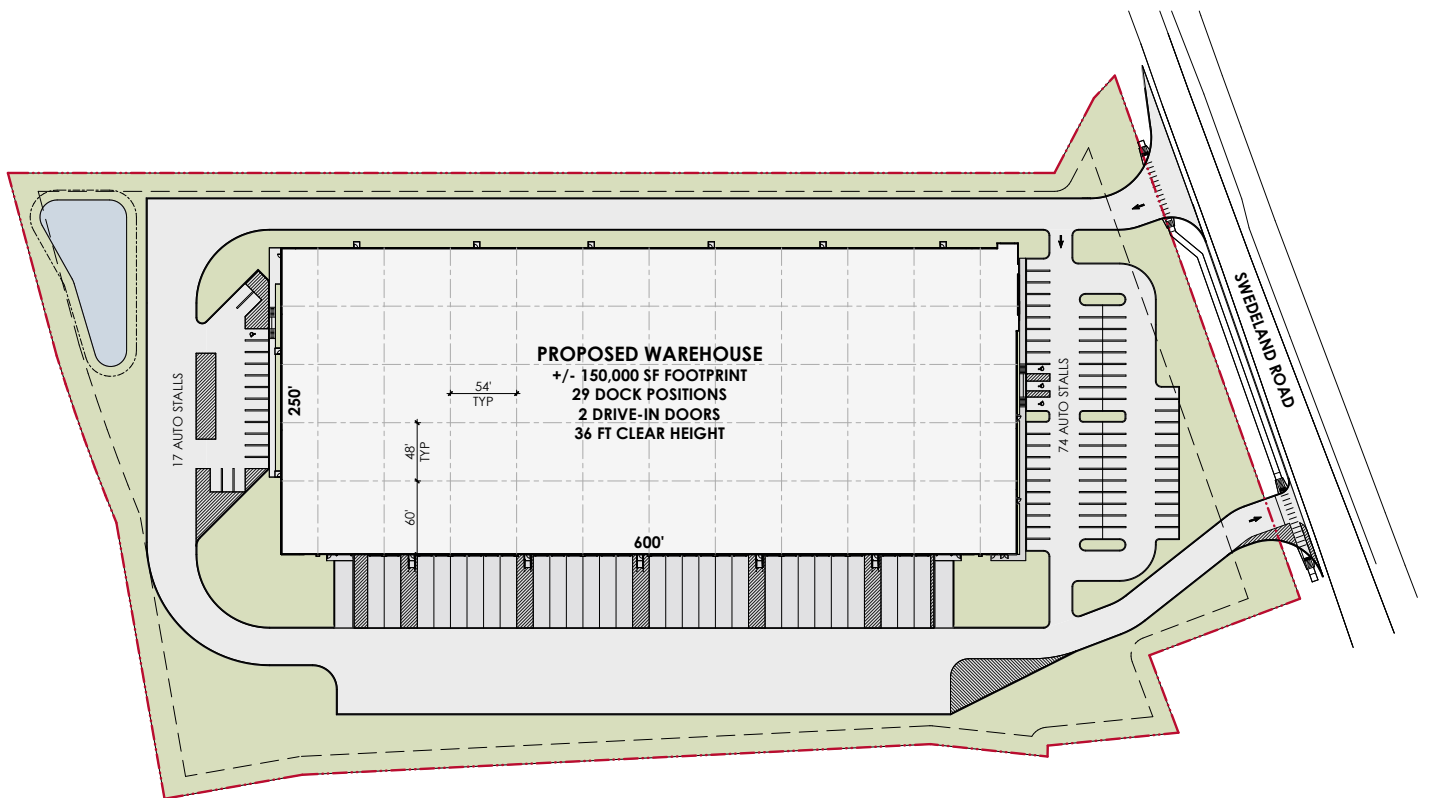 SWEDELAND ROAD
PROPOSED WAREHOUSE
+/- 150,000 SF FOOTPRINT
29 DOCK POSITIONS
2 DRIVE-IN DOORS
36 FT CLEAR HEIGHT
54'
TYP
48'
TYP
60'
250'
600'
17 AUTO STALLS
74 AUTO STALLS